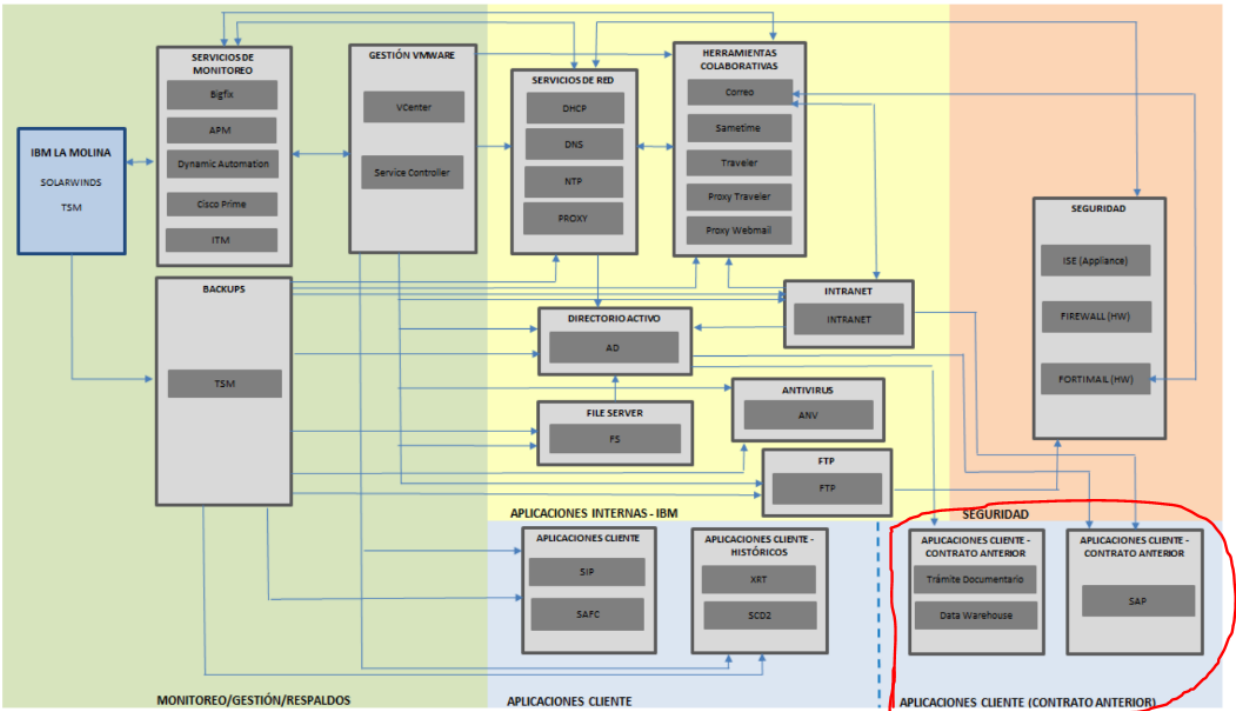 IBM LA MOLINA
SOLARWINDS
TSM
SERVICIOS DE
MONITOREO
Bigfix
APM
Dynamic Automation
Cisco Prime
ITM
GESTIÓN VMWARE
VCenter
Service Controller
BACKUPS
TSM
MONITOREO/GESTIÓN/RESPALDOS
SERVICIOS DE RED
DHCP
DNS
NTP
PROXY
HERRAMIENTAS
COLABORATIVAS
Correo
Sametime
Traveler
Proxy Traveler
Proxy Webmail
INTRANET
INTRANET
DIRECTORIO ACTIVO
AD
ANTIVIRUS
ANV
FILE SERVER
FS
FTP
FTP
APLICACIONES INTERNAS - IBM
SEGURIDAD
ISE (Appliance)
FIREWALL (HW)
FORTIMAIL (HW)
SEGURIDAD
APLICACIONES CLIENTE
SIP
SAFC
APLICACIONES CLIENTE -
HISTÓRICOS
XRT
SCD2
APLICACIONES CLIENTE
APLICACIONES CLIENTE -
CONTRATO ANTERIOR
Trámite Documentario
Data Warehouse
APLICACIONES CLIENTE -
CONTRATO ANTERIOR
SAP
APLICACIONES CLIENTE (CONTRATO ANTERIOR)